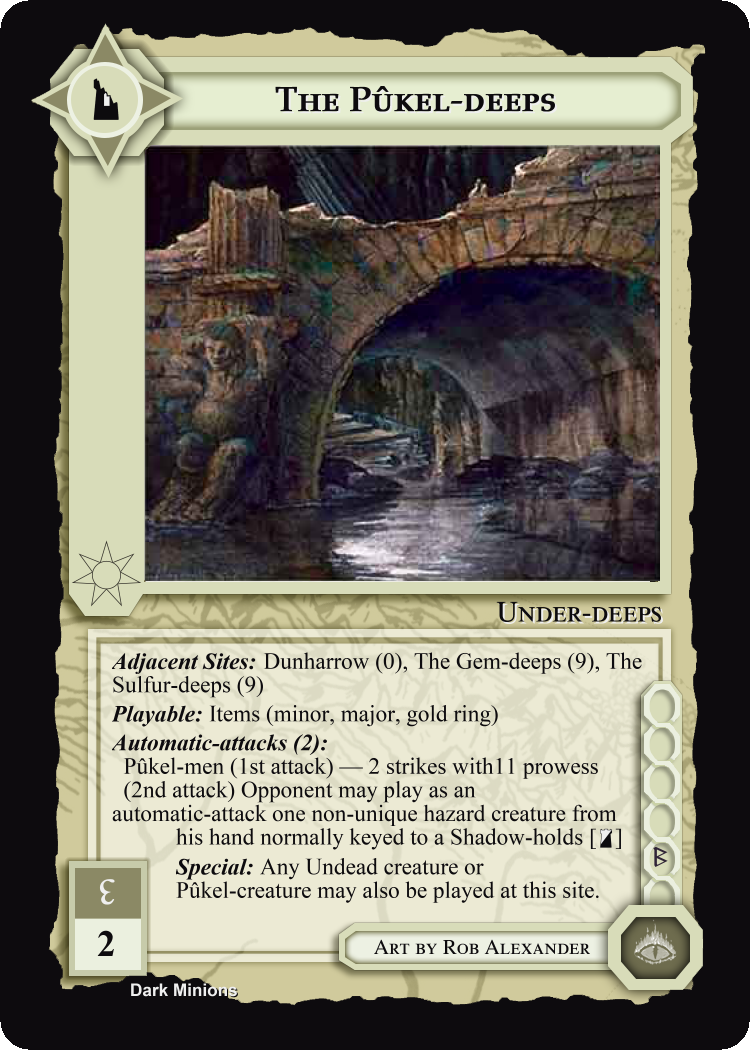 The Pûkel-deeps
Under-deeps
Adjacent Sites: Dunharrow (0), The Gem-deeps (9), The
Sulfur-deeps (9)
Playable: Items (minor, major, gold ring)
Automatic-attacks (2):
Pûkel-men (1st attack) — 2 strikes with11 prowess
(2nd attack) Opponent may play as an
automatic-attack one non-unique hazard creature from
his hand normally keyed to a Shadow-holds []
Special: Any Undead creature or
Pûkel-creature may also be played at this site.
2
Art by Rob Alexander
Dark Minions